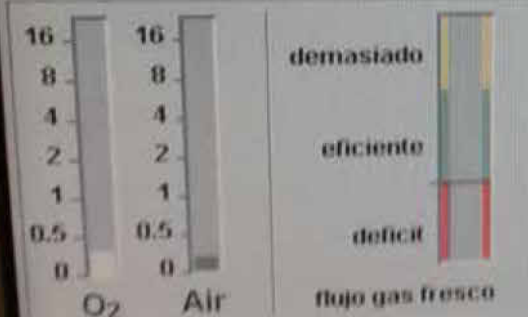 16 16
8 8 demasiado
4 4
2 2 eficiente
1 1
0.5 0.5 deficit
0 0
O₂ Air flujo gas fresco